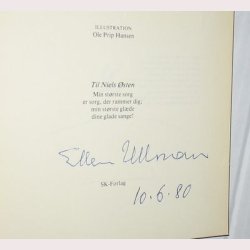 ILLUSTRATION
Ole Prip Hansen
Til Niels Østen
Min største sorg
er sorg, der rammer dig;
min største glæde
dine glade sange!
Ellen Ullman
SK-Forlag
10.6.80